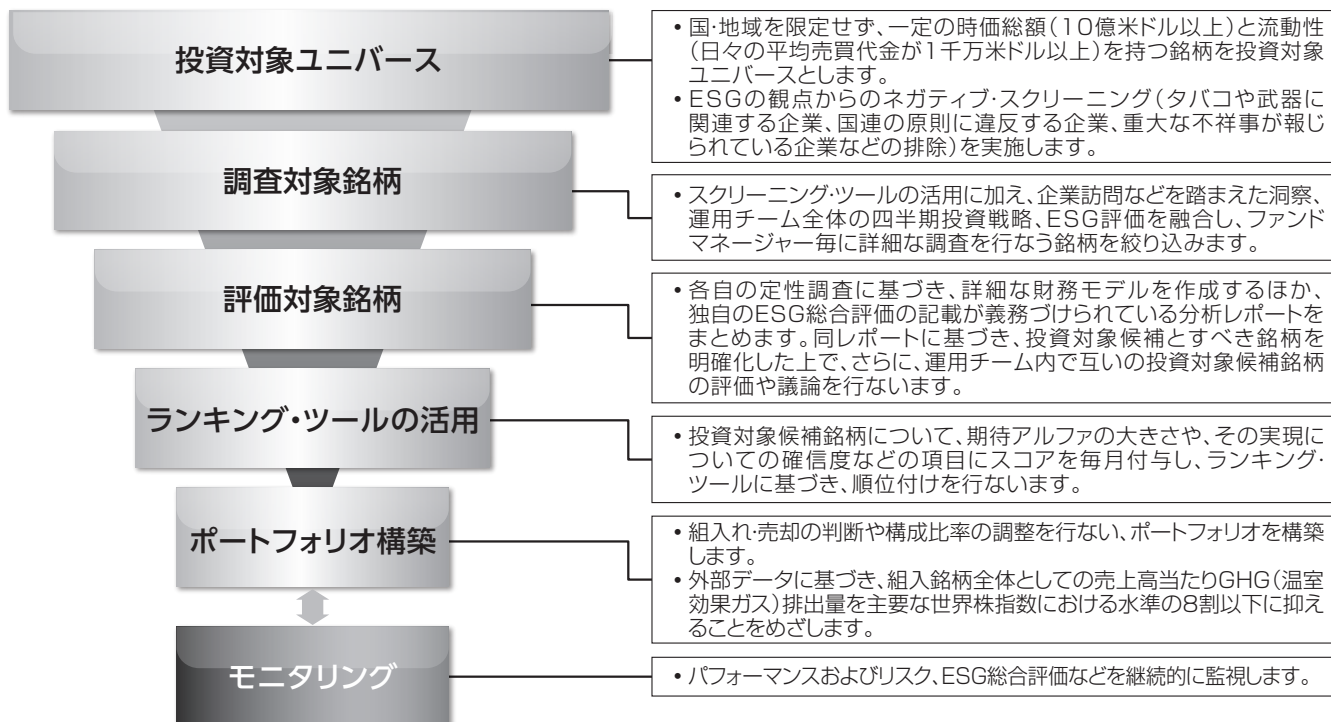 投資対象ユニバース
• 国・地域を限定せず、一定の時価総額（10億米ドル以上）と流動性
（日々の平均売買代金が1千万米ドル以上）を持つ銘柄を投資対象
ユニバースとします。
• ESGの観点からのネガティブ・スクリーニング（タバコや武器に
関連する企業、国連の原則に違反する企業、重大な不祥事が報じ
られている企業などの排除）を実施します。
調査対象銘柄
• スクリーニング・ツールの活用に加え、企業訪問などを踏まえた洞察、
運用チーム全体の四半期投資戦略、ESG評価を融合し、ファンド
マネージャー毎に詳細な調査を行なう銘柄を絞り込みます。
評価対象銘柄
• 各自の定性調査に基づき、詳細な財務モデルを作成するほか、
独自のESG総合評価の記載が義務づけられている分析レポートを
まとめます。同レポートに基づき、投資対象候補とすべき銘柄を
明確化した上で、さらに、運用チーム内で互いの投資対象候補銘柄
の評価や議論を行ないます。
ランキング・ツールの活用
• 投資対象候補銘柄について、期待アルファの大きさや、その実現に
ついての確信度などの項目にスコアを毎月付与し、ランキング・
ツールに基づき、順位付けを行ないます。
ポートフォリオ構築
• 組入れ・売却の判断や構成比率の調整を行ない、ポートフォリオを構築
します。
• 外部データに基づき、組入銘柄全体としての売上高当たりGHG（温室
効果ガス）排出量を主要な世界株指数における水準の8割以下に抑え
ることをめざします。
モニタリング
• パフォーマンスおよびリスク、ESG総合評価などを継続的に監視します。